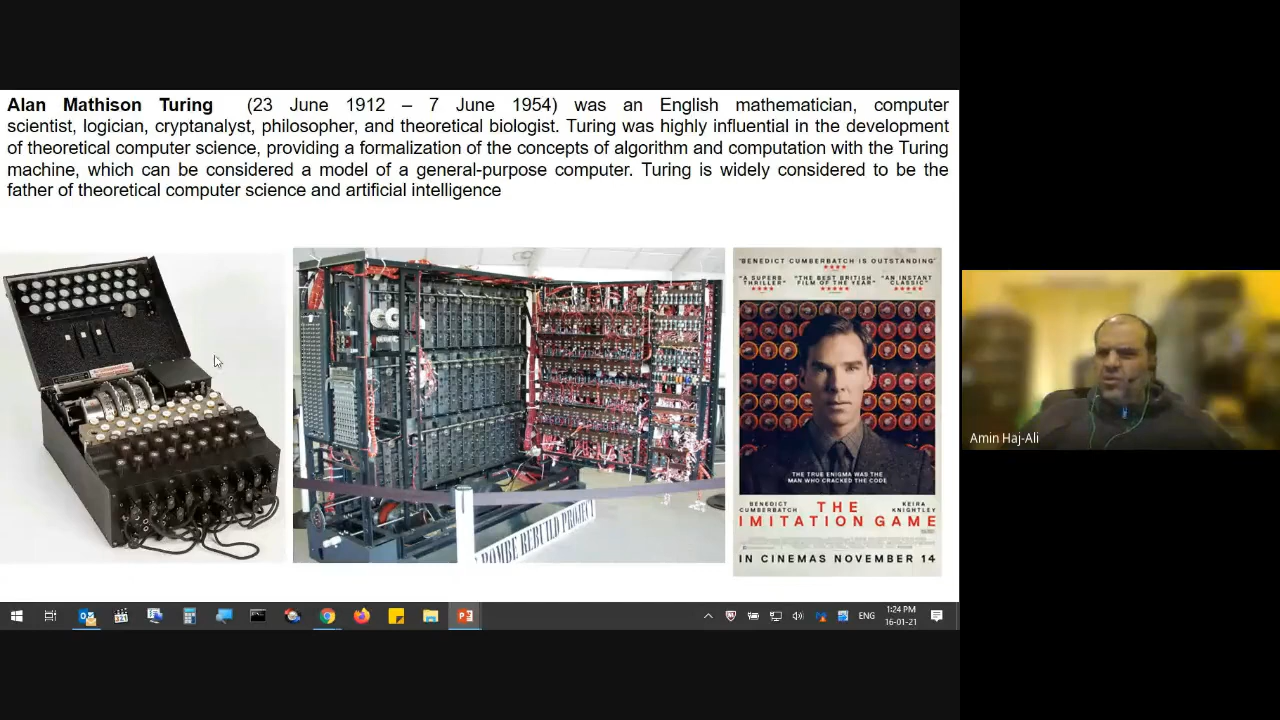 Alan Mathison Turing (23 June 1912 – 7 June 1954) was an English mathematician, computer
scientist, logician, cryptanalyst, philosopher, and theoretical biologist. Turing was highly influential in the development
of theoretical computer science, providing a formalization of the concepts of algorithm and computation with the Turing
machine, which can be considered a model of a general-purpose computer. Turing is widely considered to be the
father of theoretical computer science and artificial intelligence
BOMBE REBUILD PROJECT
"BENEDICT CUMBERBATCH IS OUTSTANDING"
"A SUPERB THRILLER"
"THE BEST BRITISH FILM OF THE YEAR"
"AN INSTANT CLASSIC"
THE TRUE ENIGMA WAS THE
MAN WHO CRACKED THE CODE
BENEDICT CUMBERBATCH
KEIRA KNIGHTLEY
THE
IMITATION GAME
IN CINEMAS NOVEMBER 14
Amin Haj-Ali
ENG
1:24 PM
16-01-21